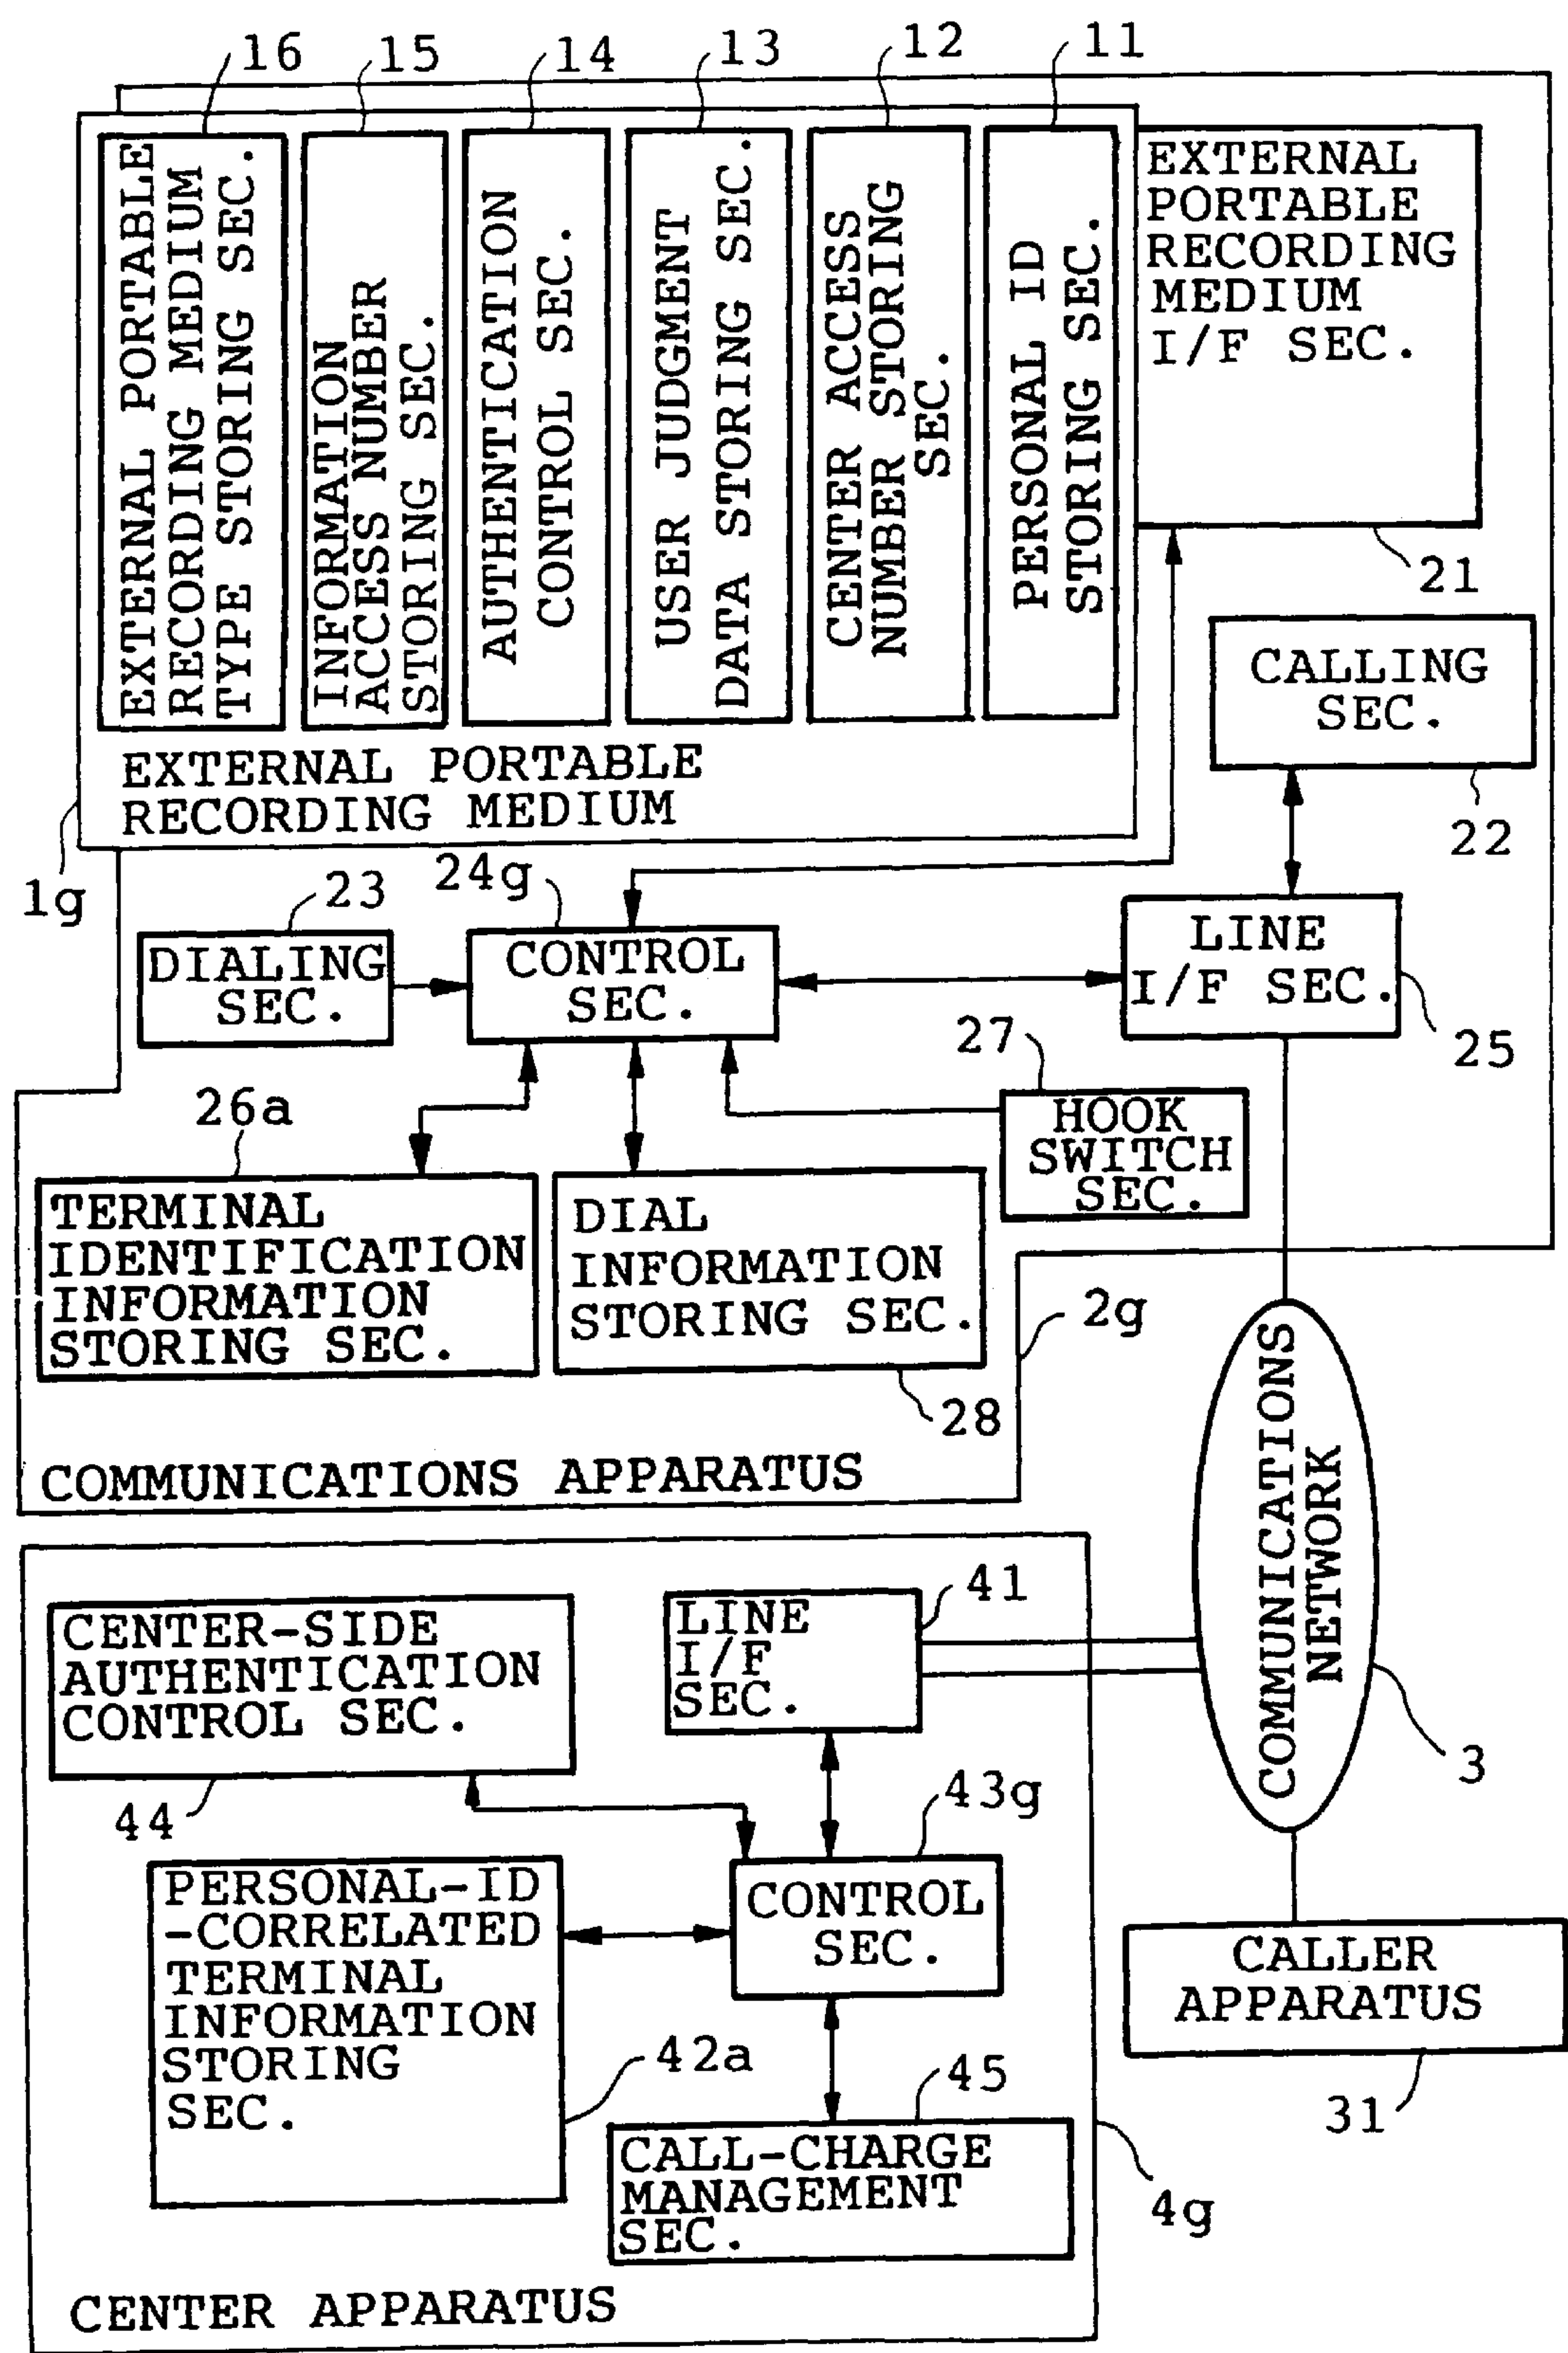 16
15
14
13
12
11
EXTERNAL PORTABLE
RECORDING MEDIUM
TYPE STORING SEC.
INFORMATION
ACCESS NUMBER
STORING SEC.
AUTHENTICATION
CONTROL SEC.
USER JUDGMENT
DATA STORING SEC.
CENTER ACCESS
NUMBER STORING
SEC.
PERSONAL ID
STORING SEC.
EXTERNAL
PORTABLE
RECORDING
MEDIUM
I/F SEC.
21
EXTERNAL PORTABLE
RECORDING MEDIUM
1g
CALLING
SEC.
22
23
24g
DIALING
SEC.
CONTROL
SEC.
LINE
I/F SEC.
25
27
HOOK
SWITCH
SEC.
26a
TERMINAL
IDENTIFICATION
INFORMATION
STORING SEC.
DIAL
INFORMATION
STORING SEC.
28
2g
COMMUNICATIONS APPARATUS
COMMUNICATIONS
NETWORK
3
CENTER-SIDE
AUTHENTICATION
CONTROL SEC.
44
LINE
I/F
SEC.
41
43g
CONTROL
SEC.
PERSONAL-ID
-CORRELATED
TERMINAL
INFORMATION
STORING
SEC.
42a
45
CALL-CHARGE
MANAGEMENT
SEC.
4g
CENTER APPARATUS
CALLER
APPARATUS
31